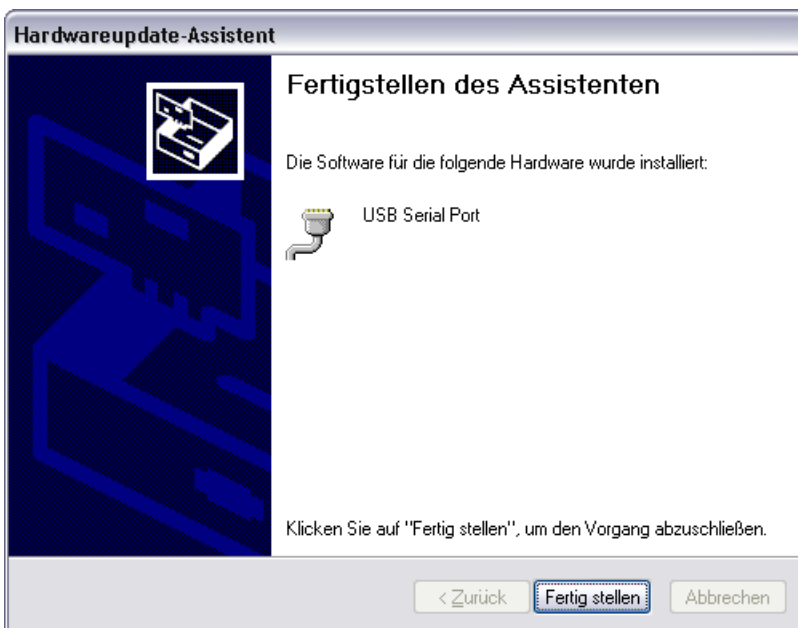 Hardwareupdate-Assistent
Fertigstellen des Assistenten
Die Software für die folgende Hardware wurde installiert:
USB Serial Port
Klicken Sie auf "Fertig stellen", um den Vorgang abzuschließen.
< Zurück Fertig stellen Abbrechen